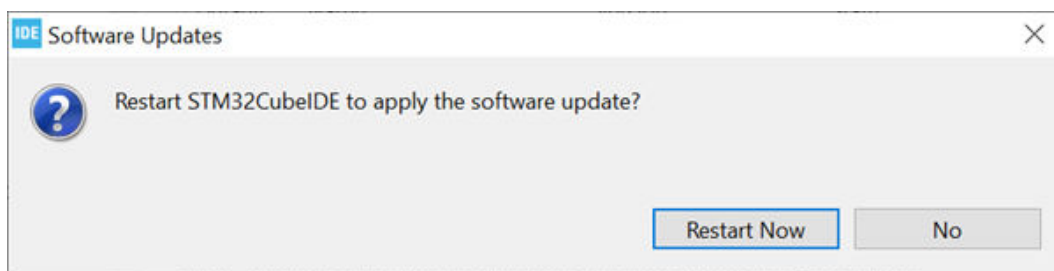 IDE Software Updates
Restart STM32CubeIDE to apply the software update?
Restart Now No